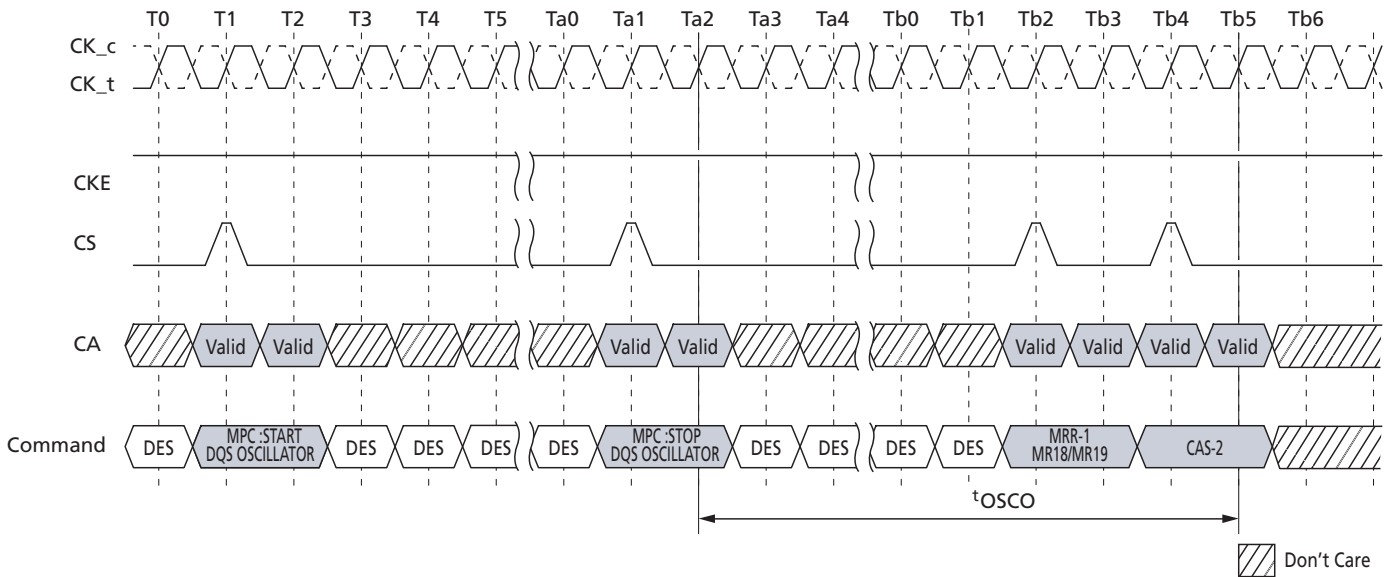 T0 T1 T2 T3 T4 T5 Ta0 Ta1 Ta2 Ta3 Ta4 Tb0 Tb1 Tb2 Tb3 Tb4 Tb5 Tb6
CK_c
CK_t
CKE
CS
CA Valid Valid Valid Valid Valid Valid Valid Valid
Command DES MPC :START DQS OSCILLATOR DES DES DES DES MPC :STOP DQS OSCILLATOR DES DES DES DES MRR-1 MR18/MR19 CAS-2
tOSCO
Don't Care